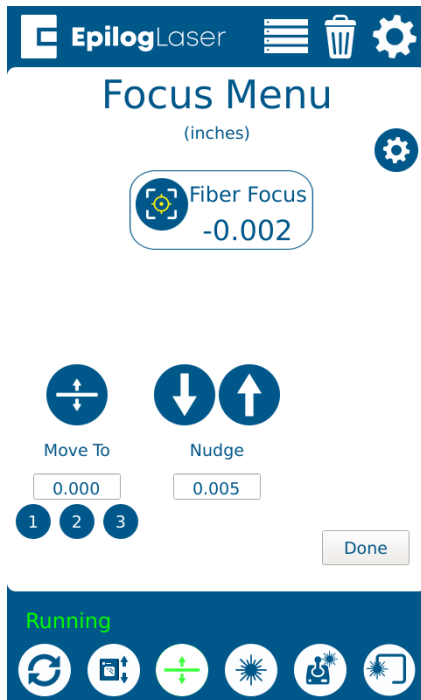 EpilogLaser
Focus Menu
(inches)
Fiber Focus
-0.002
Move To
Nudge
0.000
0.005
1 2 3
Done
Running